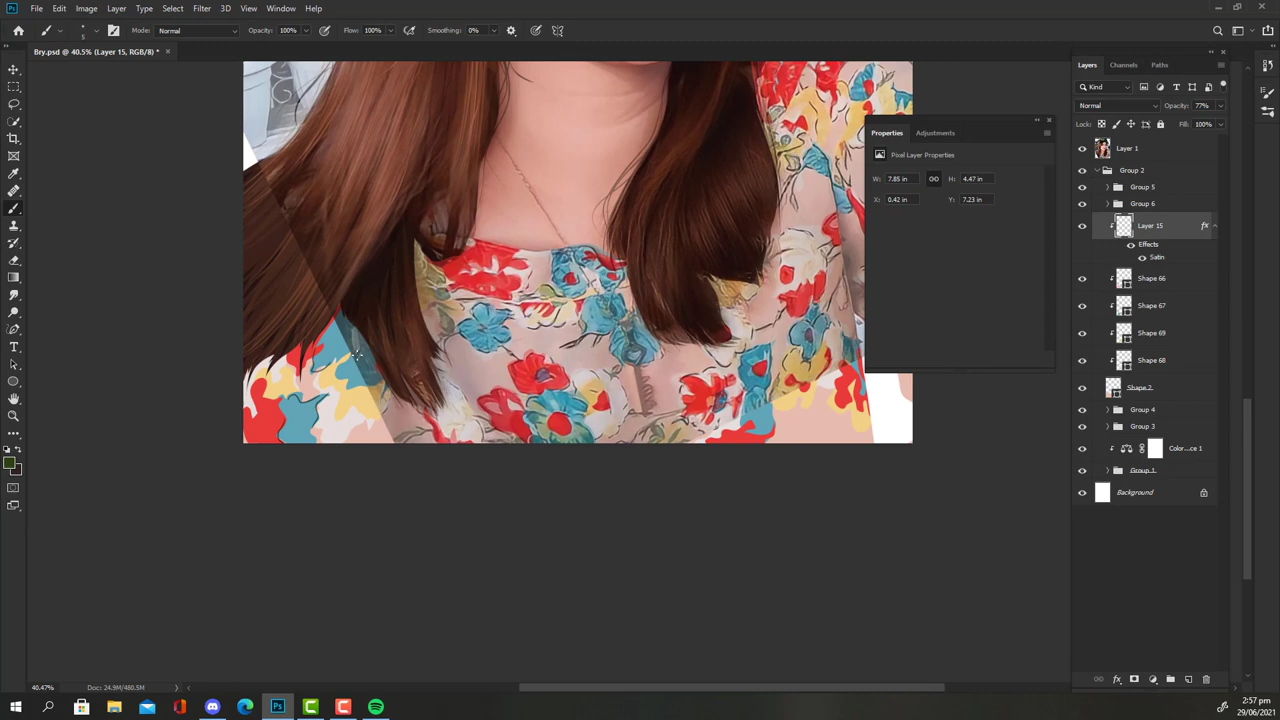 File Edit Image Layer Type Select Filter 3D View Window Help
5 Mode: Normal Opacity: 100% Flow: 100% Smoothing: 0%
Bry.psd @ 40.5% (Layer 15, RGB/8) * ×
Layers Channels Paths
Kind
Normal Opacity: 77%
Lock: Fill: 100%
Properties Adjustments
Pixel Layer Properties
W: 7.85 in H: 4.47 in
X: 0.42 in Y: 7.23 in
Layer 1
Group 2
Group 5
Group 6
Layer 15 fx
Effects
Satin
Shape 66
Shape 67
Shape 69
Shape 68
Shape 2
Group 4
Group 3
Color...ce 1
Group 1
Background
40.47% Doc: 24.9M/480.5M
2:57 pm
29/06/2021